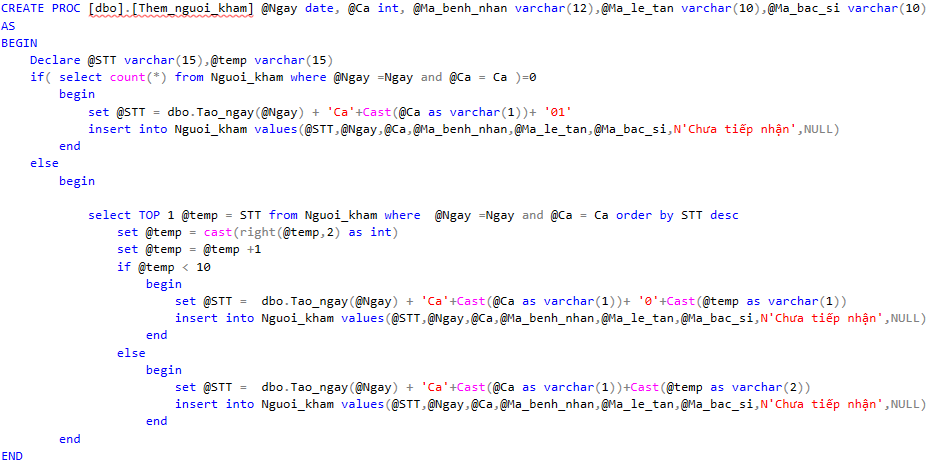 CREATE PROC [dbo].[Them_nguoi_kham] @Ngay date, @Ca int, @Ma_benh_nhan varchar(12),@Ma_le_tan varchar(10),@Ma_bac_si varchar(10)
AS
BEGIN
Declare @STT varchar(15),@temp varchar(15)
if( select count(*) from Nguoi_kham where @Ngay =Ngay and @Ca = Ca )=0
begin
set @STT = dbo.Tao_ngay(@Ngay) + 'Ca'+Cast(@Ca as varchar(1))+ '01'
insert into Nguoi_kham values(@STT,@Ngay,@Ca,@Ma_benh_nhan,@Ma_le_tan,@Ma_bac_si,N'Chưa tiếp nhận',NULL)
end
else
begin
select TOP 1 @temp = STT from Nguoi_kham where  @Ngay =Ngay and @Ca = Ca order by STT desc
set @temp = cast(right(@temp,2) as int)
set @temp = @temp +1
if @temp < 10
begin
set @STT =  dbo.Tao_ngay(@Ngay) + 'Ca'+Cast(@Ca as varchar(1))+ '0'+Cast(@temp as varchar(1))
insert into Nguoi_kham values(@STT,@Ngay,@Ca,@Ma_benh_nhan,@Ma_le_tan,@Ma_bac_si,N'Chưa tiếp nhận',NULL)
end
else
begin
set @STT =  dbo.Tao_ngay(@Ngay) + 'Ca'+Cast(@Ca as varchar(1))+Cast(@temp as varchar(2))
insert into Nguoi_kham values(@STT,@Ngay,@Ca,@Ma_benh_nhan,@Ma_le_tan,@Ma_bac_si,N'Chưa tiếp nhận',NULL)
end
end
END